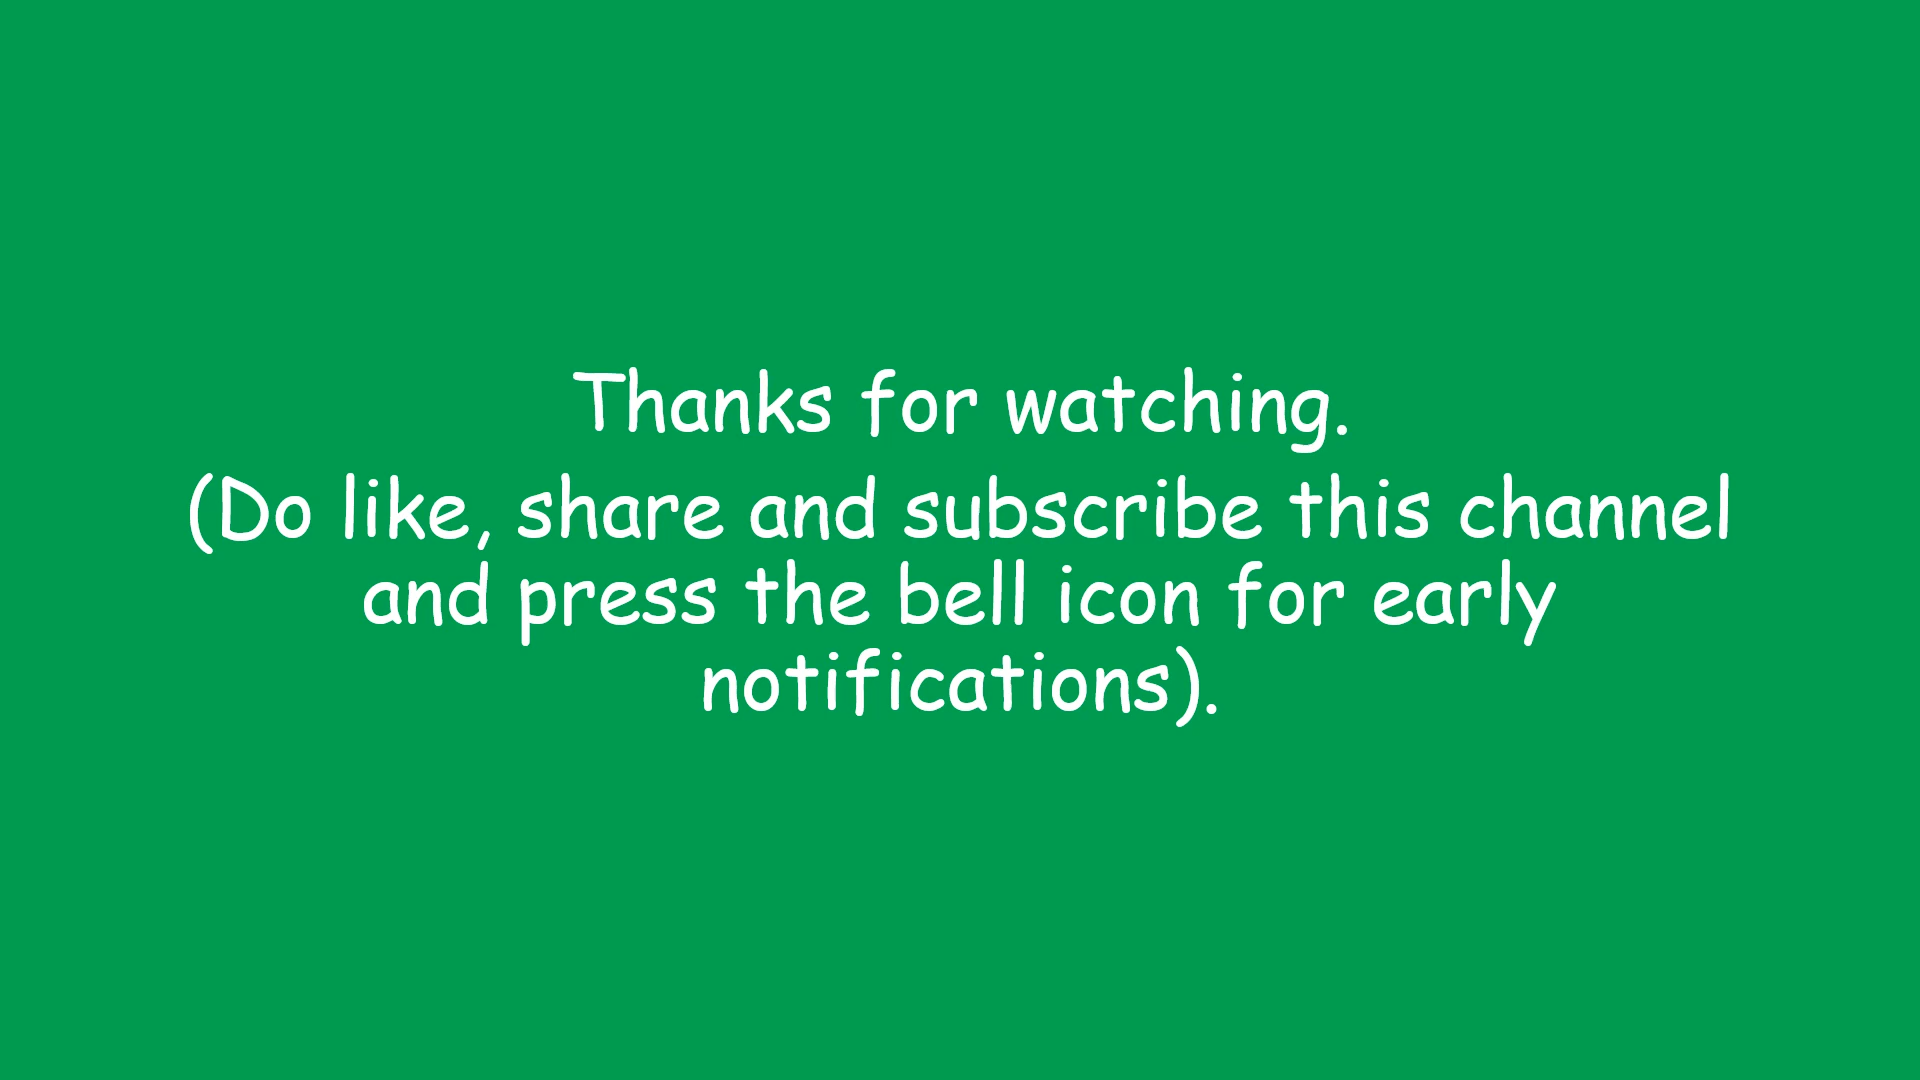 Thanks for watching.
(Do like, share and subscribe this channel
and press the bell icon for early
notifications).